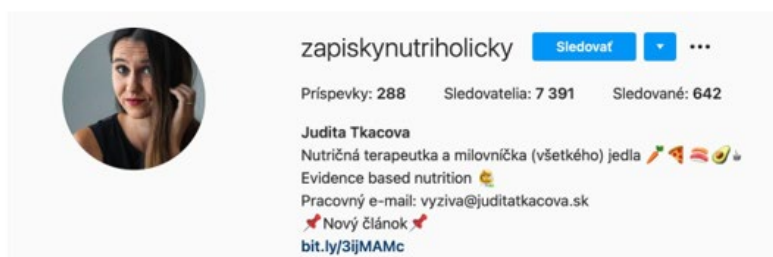 zapiskynutriholicky Sledovať
Príspevky: 288 Sledovatelia: 7 391 Sledované: 642
Judita Tkacova
Nutričná terapeutka a milovníčka (všetkého) jedla 🥕🍕🥓🥑☕
Evidence based nutrition
Pracovný e-mail: vyziva@juditatkacova.sk
📌Nový článok📌
bit.ly/3ijMAMc